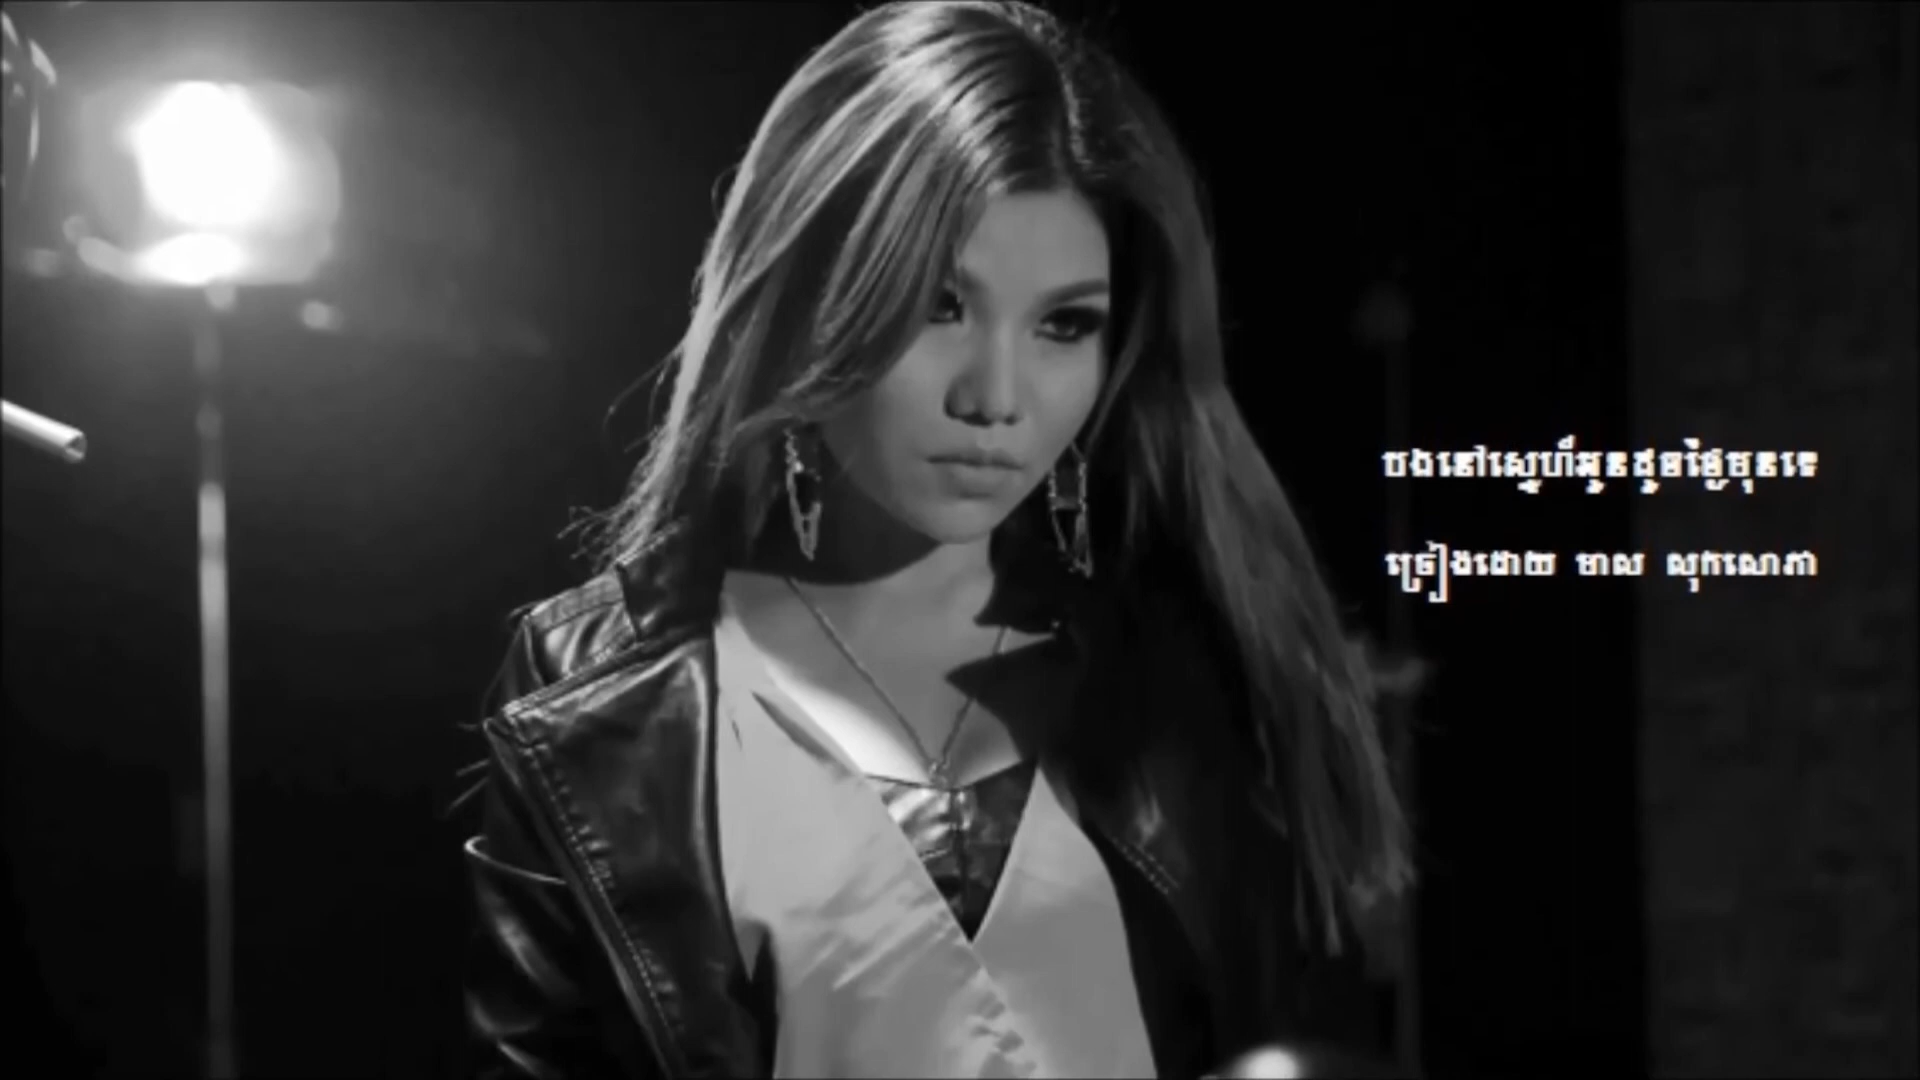 បងនៅស្នេហ៍អូនដូចថ្ងៃមុនទេ
ច្រៀងដោយ មាស សុកសោភា